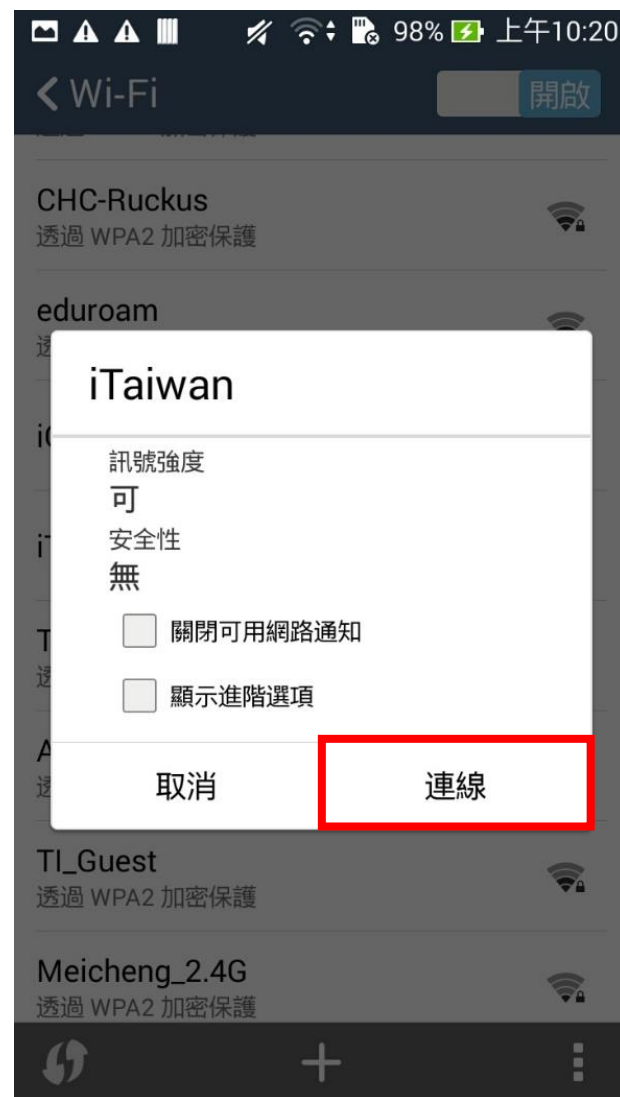 98% 上午10:20
Wi-Fi
開啟
CHC-Ruckus
透過 WPA2 加密保護
eduroam
iTaiwan
訊號強度
可
安全性
無
關閉可用網路通知
顯示進階選項
取消
連線
TI_Guest
透過 WPA2 加密保護
Meicheng_2.4G
透過 WPA2 加密保護